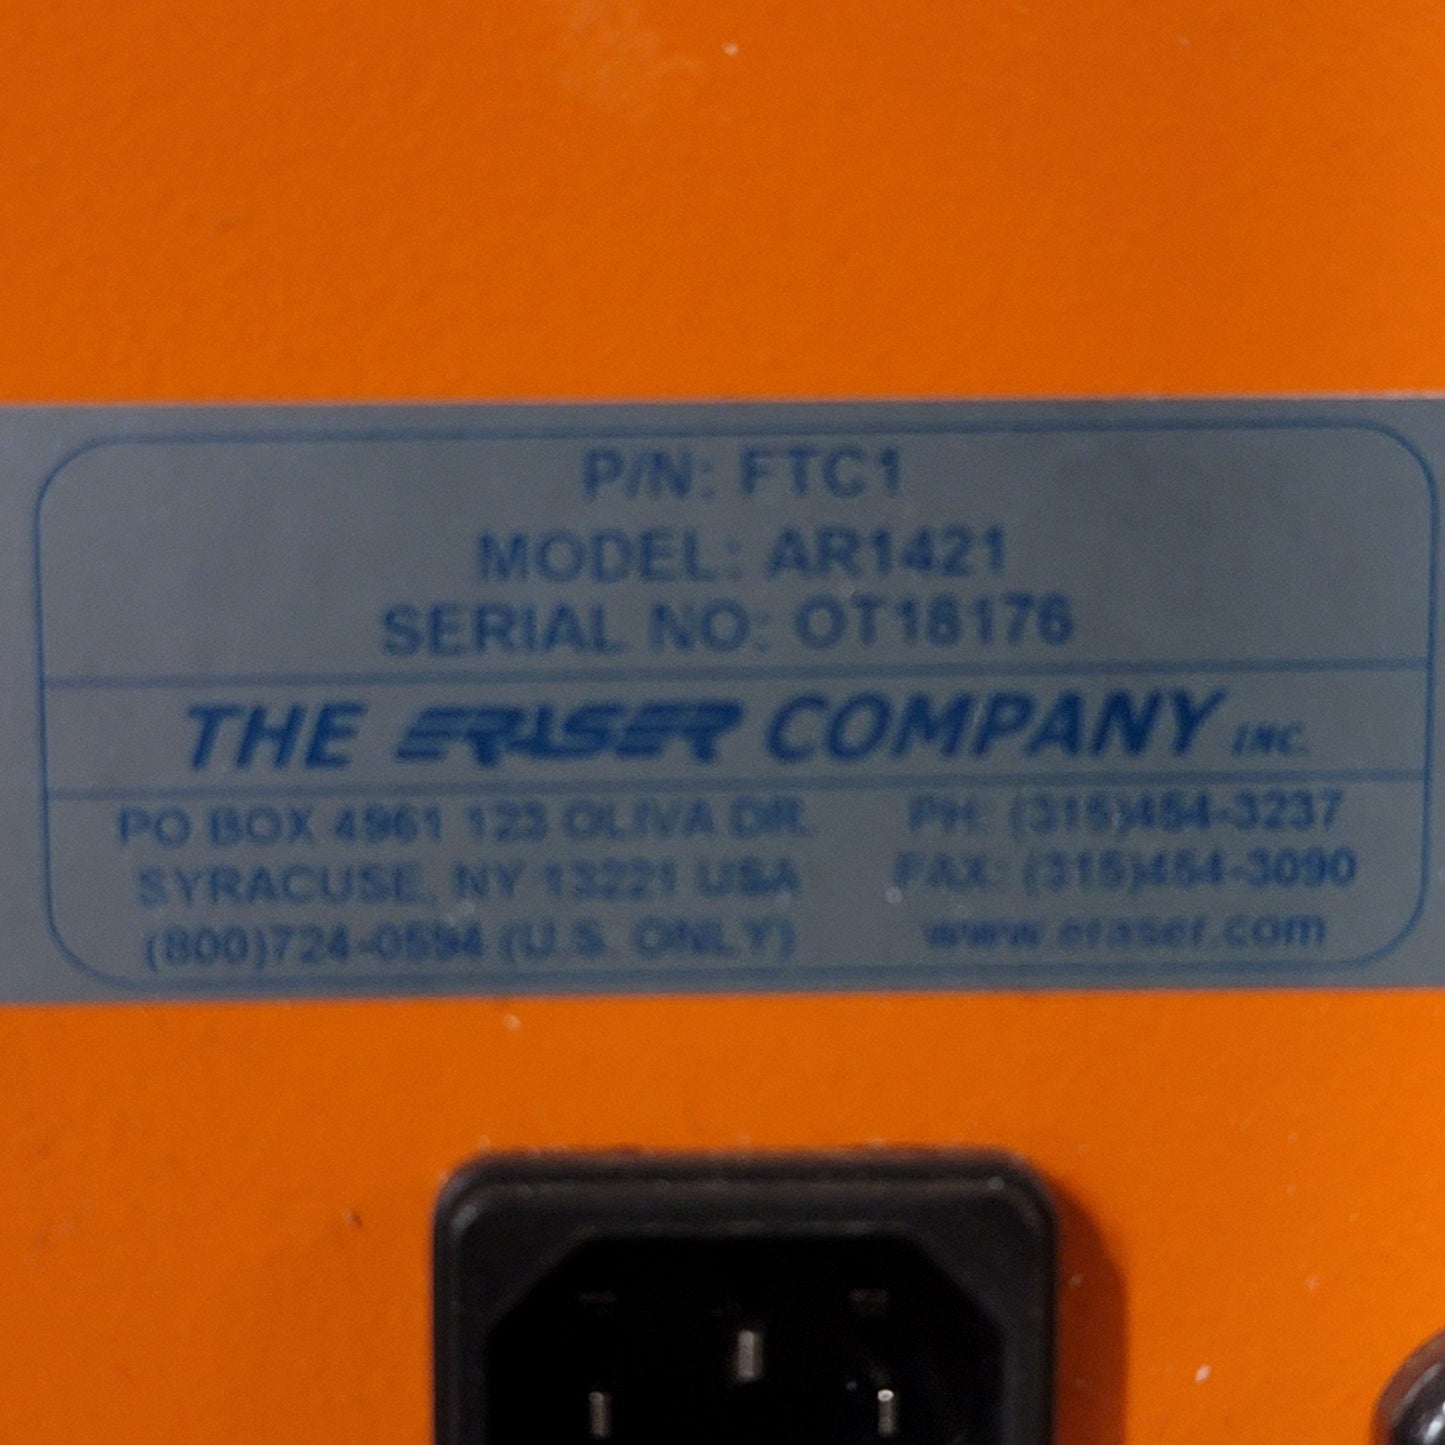 P/N: FTC1
MODEL: AR1421
SERIAL NO: OT18176
THE ERASER COMPANY INC.
PO BOX 4961 123 OLIVA DR.
SYRACUSE, NY 13221 USA
(800)724-0594 (U.S. ONLY)
PH: (315)454-3237
FAX: (315)454-3090
www.eraser.com